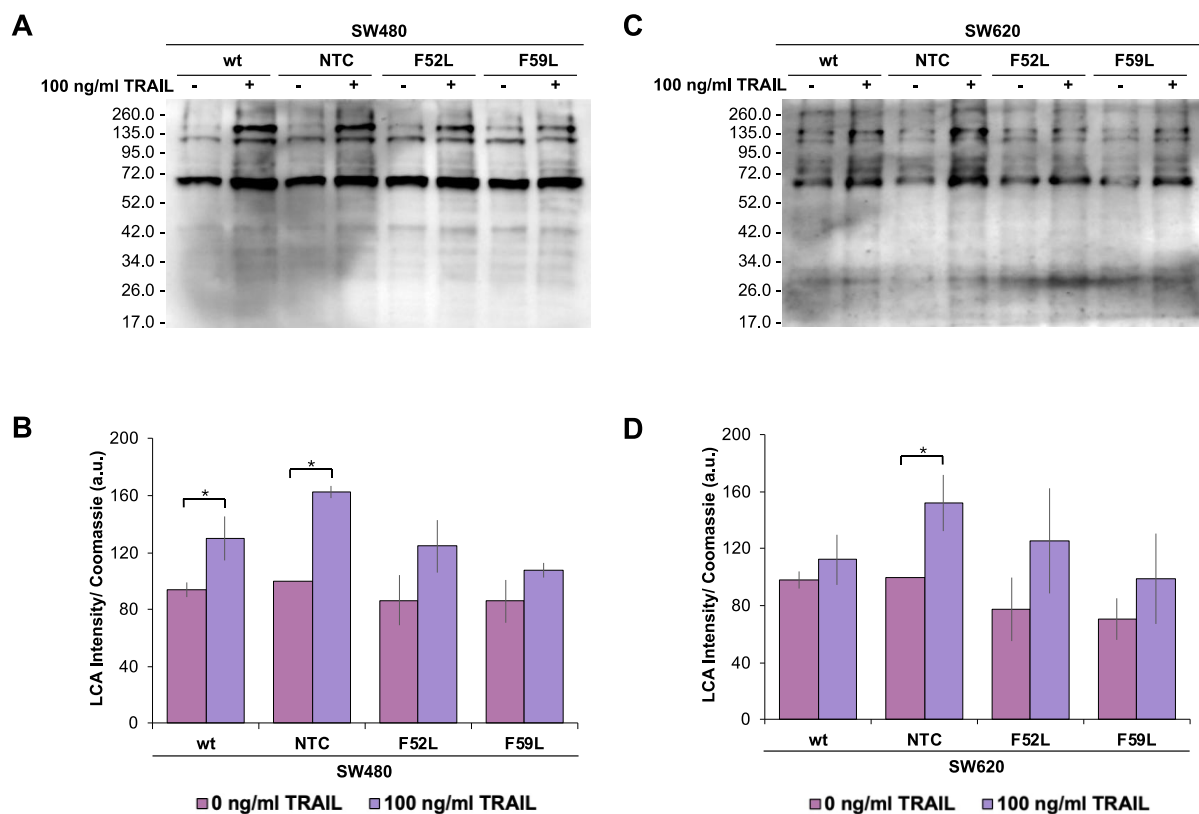 A
SW480
wt NTC F52L F59L
100 ng/ml TRAIL - + - + - + - +
260.0 -
135.0 -
95.0 -
72.0 -
52.0 -
42.0 -
34.0 -
26.0 -
17.0 -
C
SW620
wt NTC F52L F59L
100 ng/ml TRAIL - + - + - + - +
260.0 -
135.0 -
95.0 -
72.0 -
52.0 -
42.0 -
34.0 -
26.0 -
17.0 -
B
LCA Intensity/ Coomassie (a.u.)
200
160
120
80
40
0
* *
wt NTC F52L F59L
SW480
0 ng/ml TRAIL 100 ng/ml TRAIL
D
LCA Intensity/ Coomassie (a.u.)
200
160
120
80
40
0
*
wt NTC F52L F59L
SW620
0 ng/ml TRAIL 100 ng/ml TRAIL